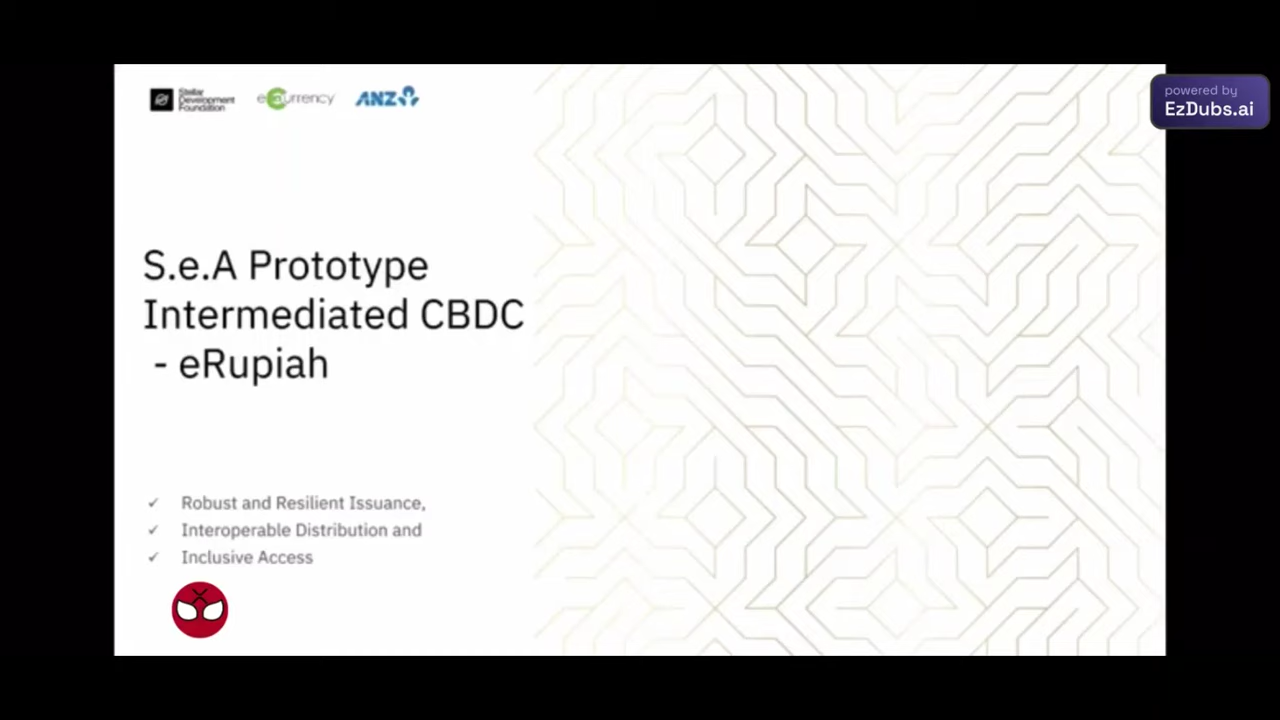 Stellar
Development
Foundation
eCurrency
ANZ
powered by
EzDubs.ai
S.e.A Prototype
Intermediated CBDC
- eRupiah
✓ Robust and Resilient Issuance,
✓ Interoperable Distribution and
✓ Inclusive Access